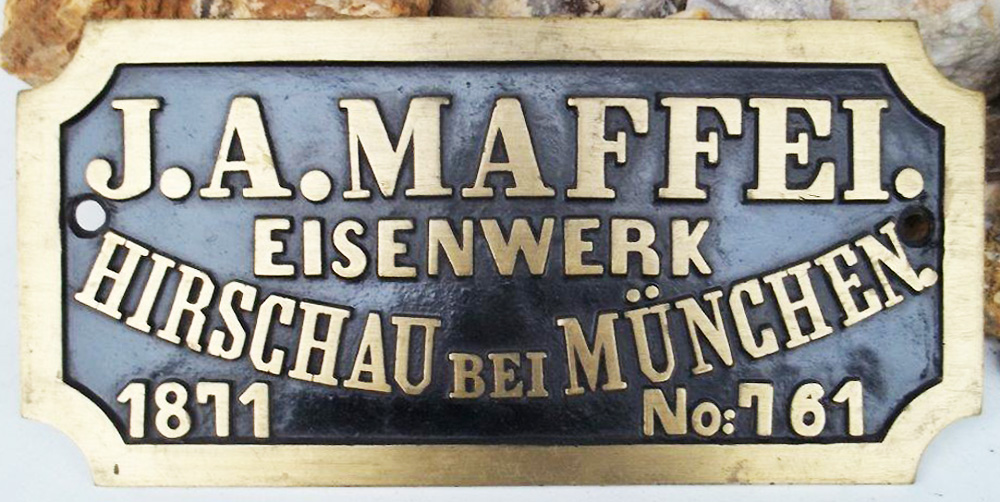 J.A.MAFFEI.
EISENWERK
HIRSCHAU BEI MÜNCHEN.
1871 No: 761